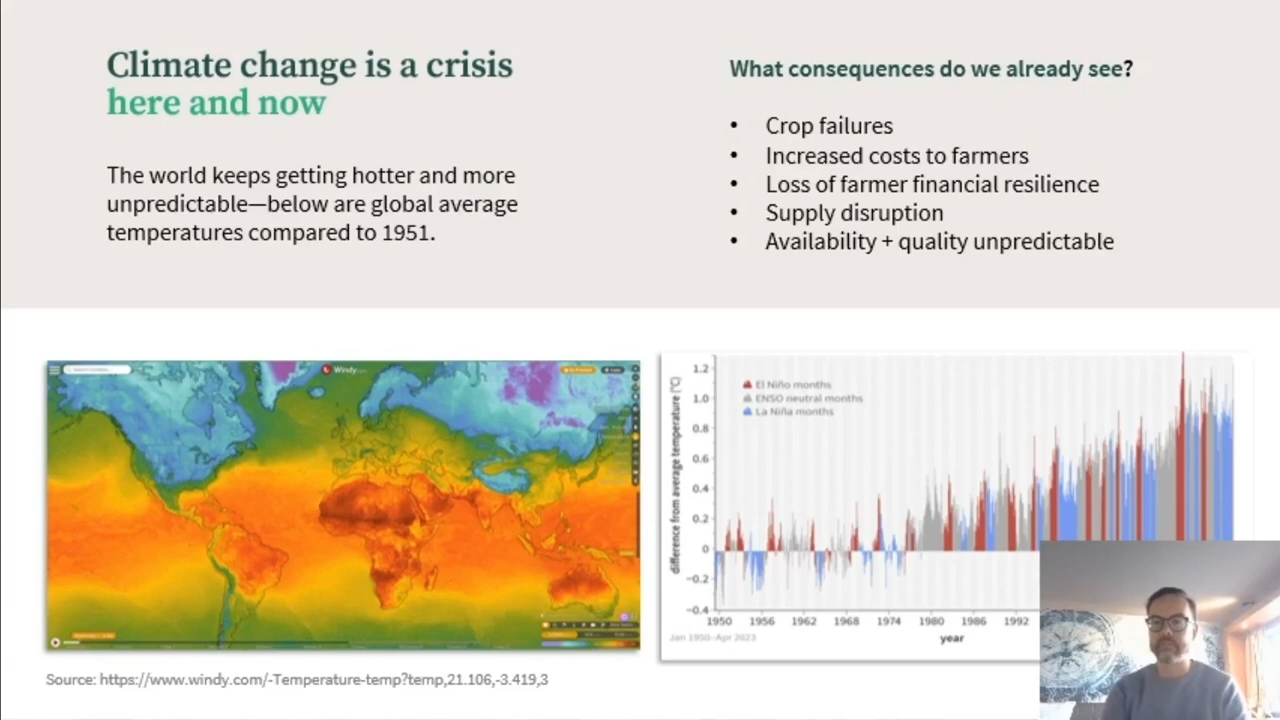 Climate change is a crisis
here and now
The world keeps getting hotter and more
unpredictable—below are global average
temperatures compared to 1951.
What consequences do we already see?
• Crop failures
• Increased costs to farmers
• Loss of farmer financial resilience
• Supply disruption
• Availability + quality unpredictable
Windy
Source: https://www.windy.com/-Temperature-temp?temp,21.106,-3.419,3
difference from average temperature (°C)
1.2
1.0
0.8
0.6
0.4
0.2
0
-0.2
-0.4
El Niño months
ENSO neutral months
La Niña months
1950 1956 1962 1968 1974 1980 1986 1992
Jan 1950–Apr 2023
year